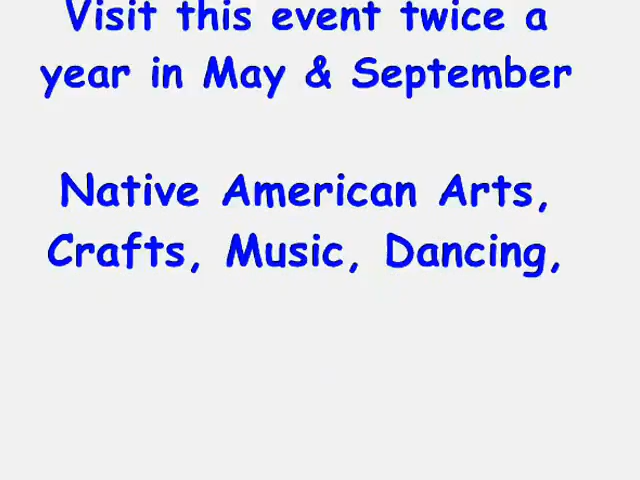 Visit this event twice a
year in May & September
Native American Arts,
Crafts, Music, Dancing,